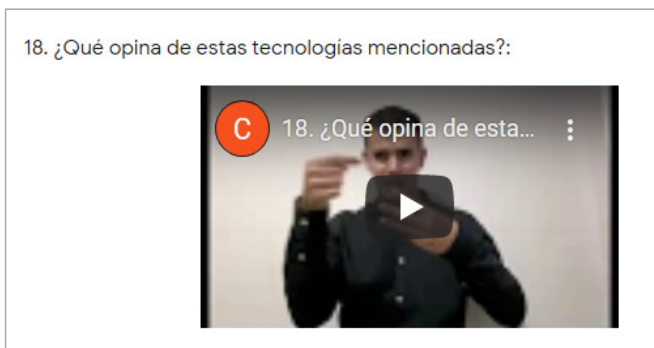 18. ¿Qué opina de estas tecnologías mencionadas?:
C
18. ¿Qué opina de esta...